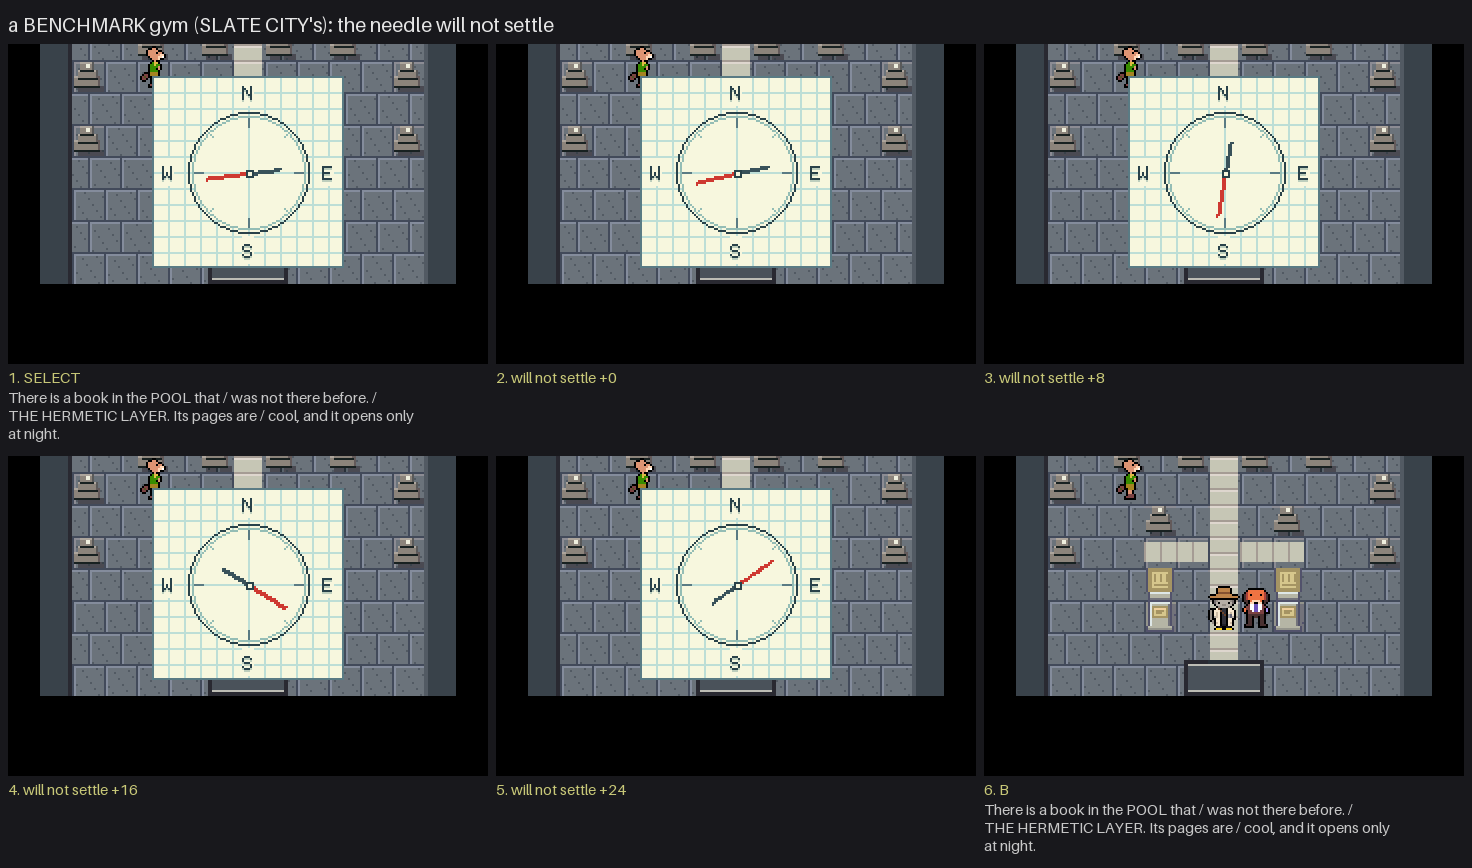 a BENCHMARK gym (SLATE CITY's): the needle will not settle
N
W E
S
N
W E
S
N
W E
S
1. SELECT
There is a book in the POOL that / was not there before. /
THE HERMETIC LAYER. Its pages are / cool, and it opens only
at night.
2. will not settle +0
3. will not settle +8
N
W E
S
N
W E
S
4. will not settle +16
5. will not settle +24
6. B
There is a book in the POOL that / was not there before. /
THE HERMETIC LAYER. Its pages are / cool, and it opens only
at night.